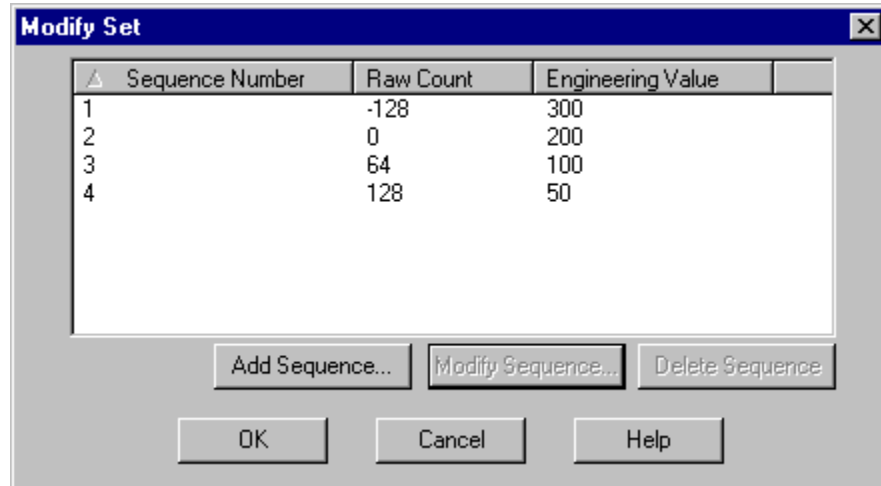 Modify Set
Sequence Number Raw Count Engineering Value
1 -128 300
2 0 200
3 64 100
4 128 50
Add Sequence... Modify Sequence... Delete Sequence
OK Cancel Help